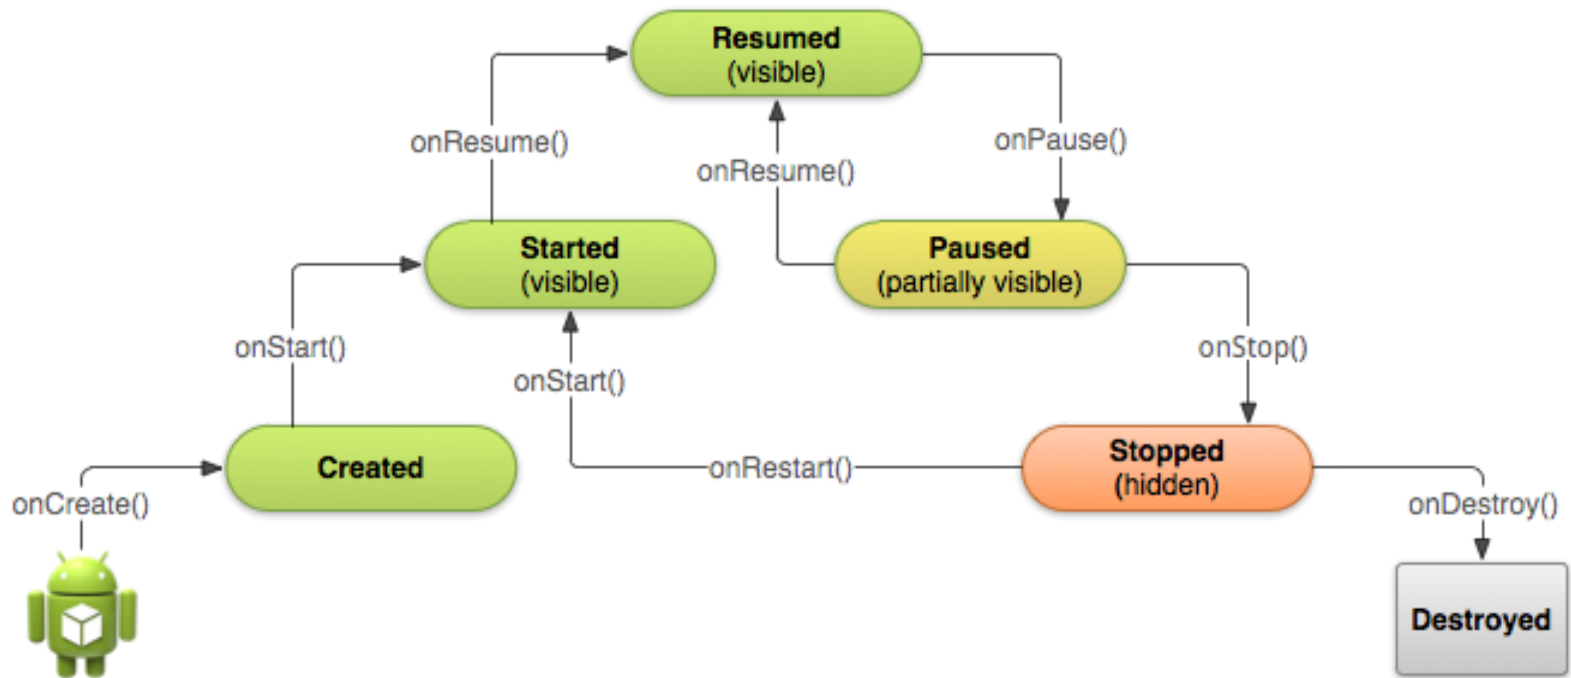 Resumed
(visible)
onResume()
onPause()
onResume()
Started
(visible)
Paused
(partially visible)
onStart()
onStop()
onStart()
Created
onRestart()
Stopped
(hidden)
onCreate()
onDestroy()
Destroyed